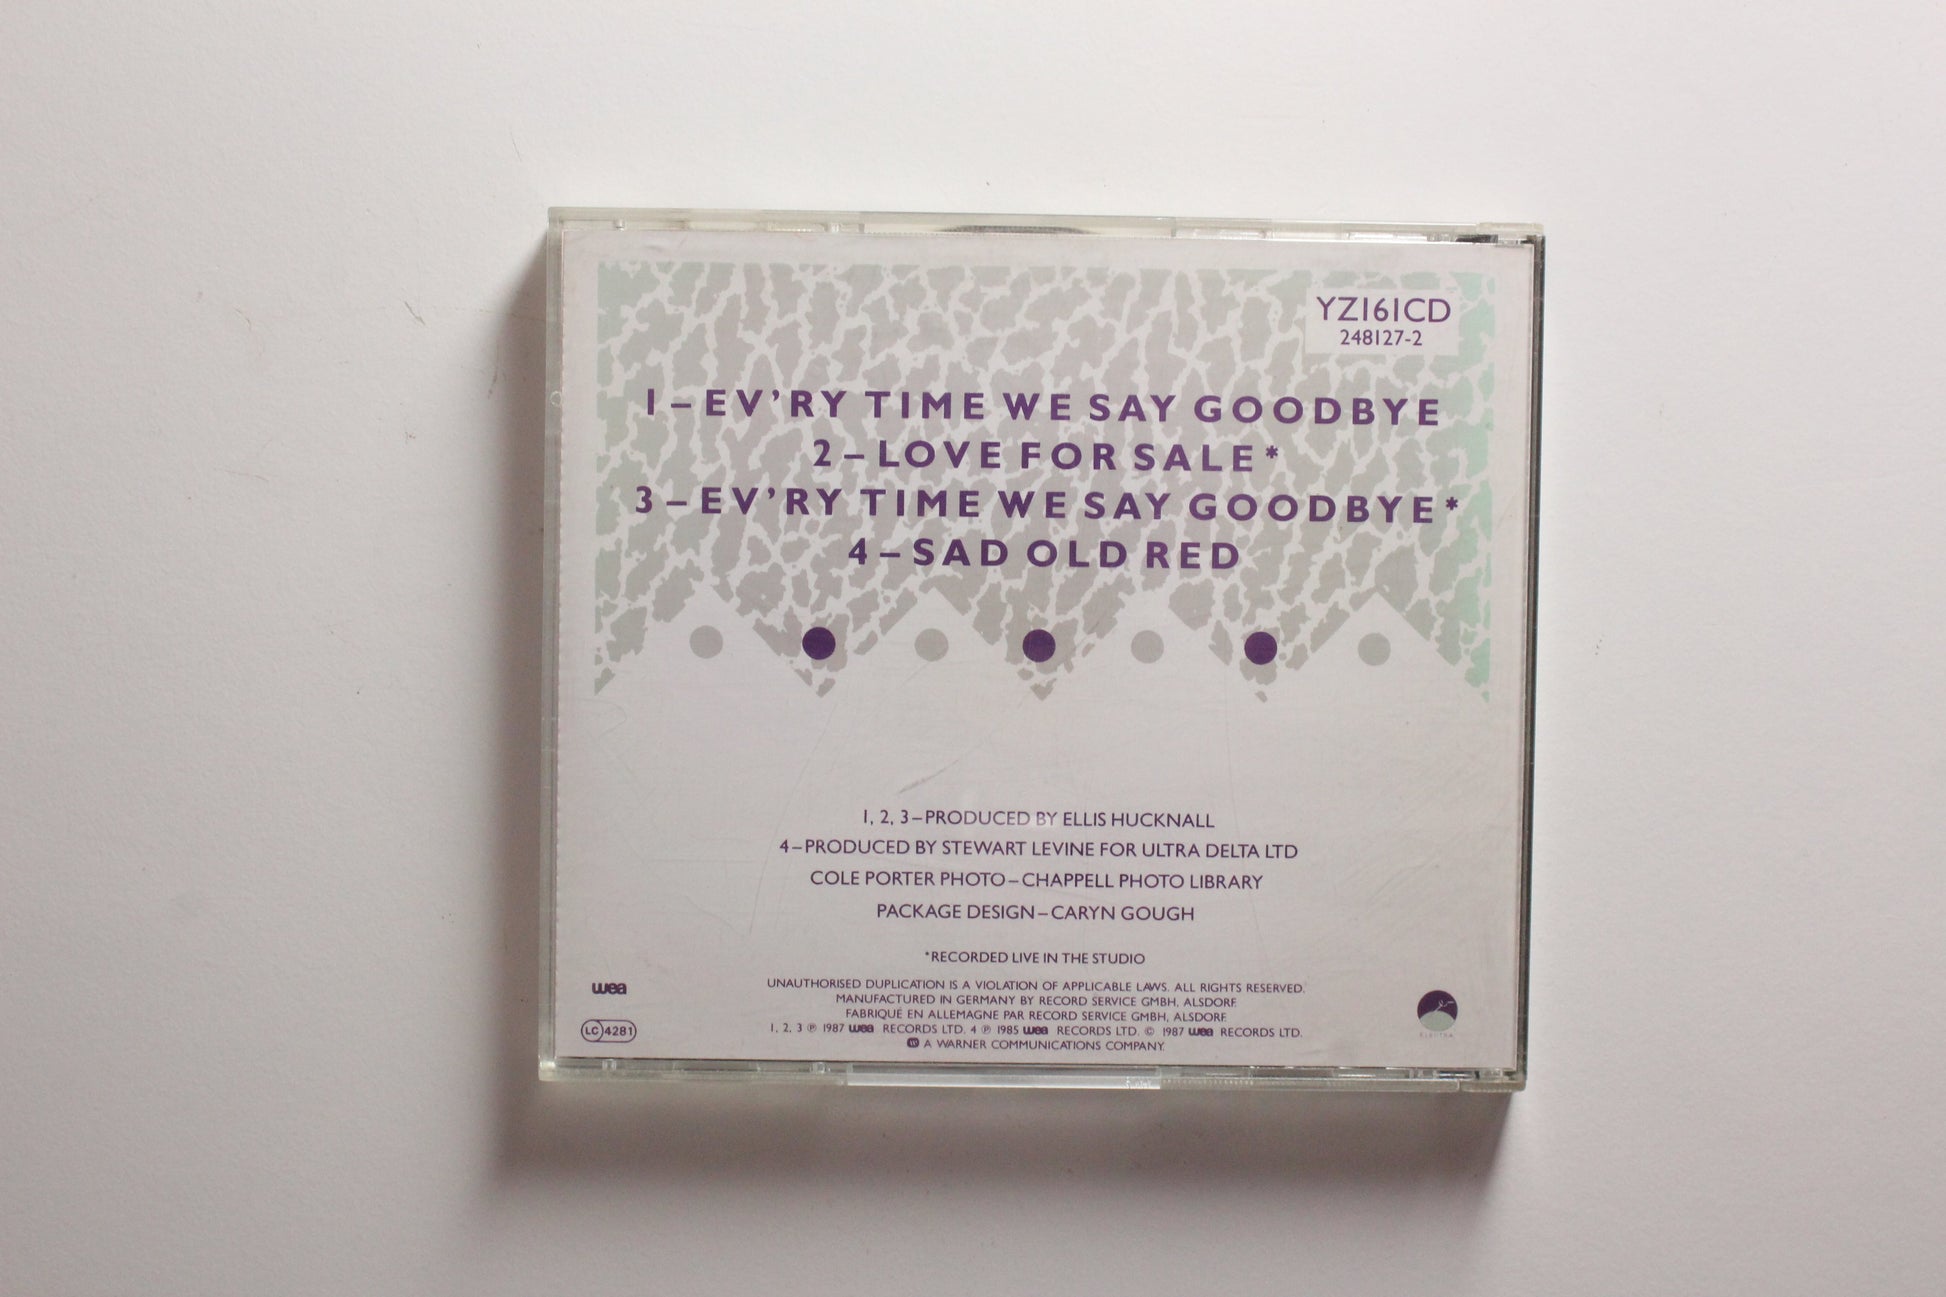 YZ161CD
248127-2
1 – EV'RY TIME WE SAY GOODBYE
2 – LOVE FOR SALE*
3 – EV'RY TIME WE SAY GOODBYE*
4 – SAD OLD RED
1, 2, 3 – PRODUCED BY ELLIS HUCKNALL
4 – PRODUCED BY STEWART LEVINE FOR ULTRA DELTA LTD
COLE PORTER PHOTO – CHAPPELL PHOTO LIBRARY
PACKAGE DESIGN – CARYN GOUGH
*RECORDED LIVE IN THE STUDIO
UNAUTHORISED DUPLICATION IS A VIOLATION OF APPLICABLE LAWS. ALL RIGHTS RESERVED.
MANUFACTURED IN GERMANY BY RECORD SERVICE GMBH, ALSDORF.
FABRIQUÉ EN ALLEMAGNE PAR RECORD SERVICE GMBH, ALSDORF.
1, 2, 3 ℗ 1987 wea RECORDS LTD. 4 ℗ 1985 wea RECORDS LTD. © 1987 wea RECORDS LTD.
A WARNER COMMUNICATIONS COMPANY.
wea
LC 4281
ELEKTRA